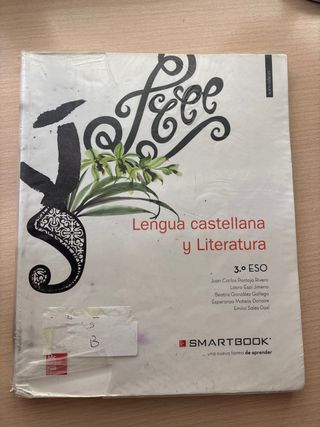 Lengua castellana
y Literatura
3.º ESO
Juan Carlos Pantoja Rivero
Laura Espí Jimeno
Beatriz González Gallego
Esperanza Mateos Donaire
Emilio Sales Dasí
SMARTBOOK
una nueva forma de aprender
S
B